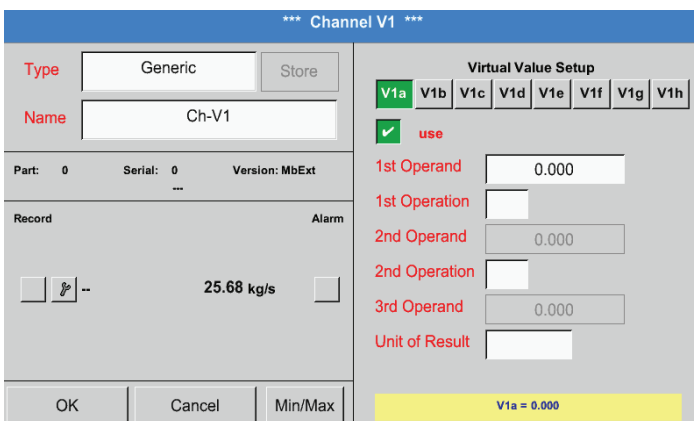 *** Channel V1 ***
Type Generic Store
Name Ch-V1
Part: 0 Serial: 0 Version: MbExt
---
Record Alarm
-- 25.68 kg/s
OK Cancel Min/Max
Virtual Value Setup
V1a V1b V1c V1d V1e V1f V1g V1h
use
1st Operand 0.000
1st Operation
2nd Operand 0.000
2nd Operation
3rd Operand 0.000
Unit of Result
V1a = 0.000